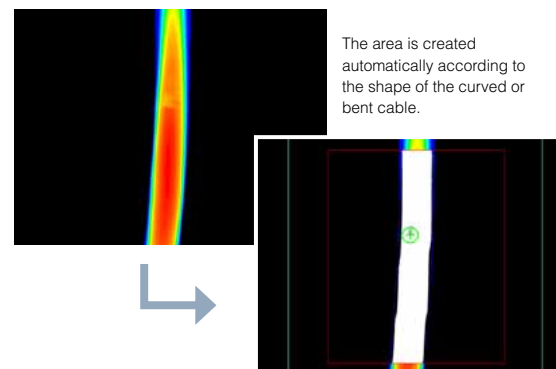 The area is created
automatically according to
the shape of the curved or
bent cable.